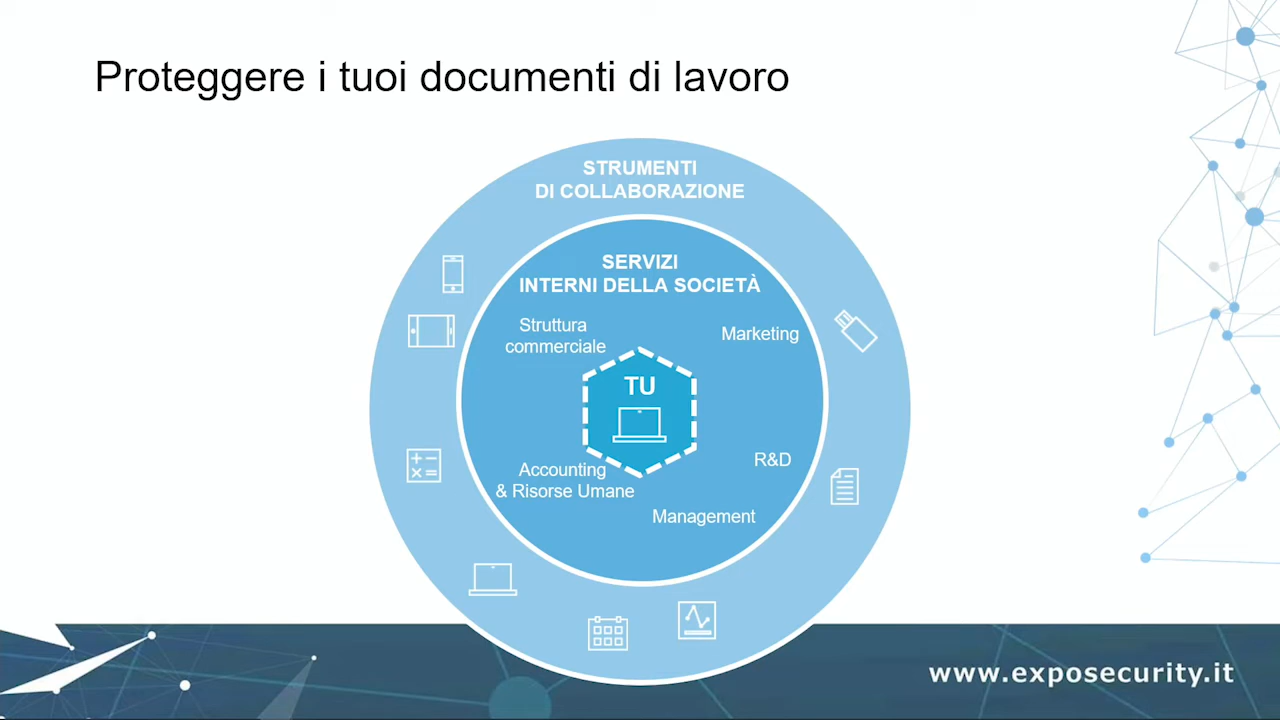 Proteggere i tuoi documenti di lavoro
STRUMENTI
DI COLLABORAZIONE
SERVIZI
INTERNI DELLA SOCIETÀ
Struttura
commerciale
Marketing
TU
R&D
Accounting
& Risorse Umane
Management
www.exposecurity.it